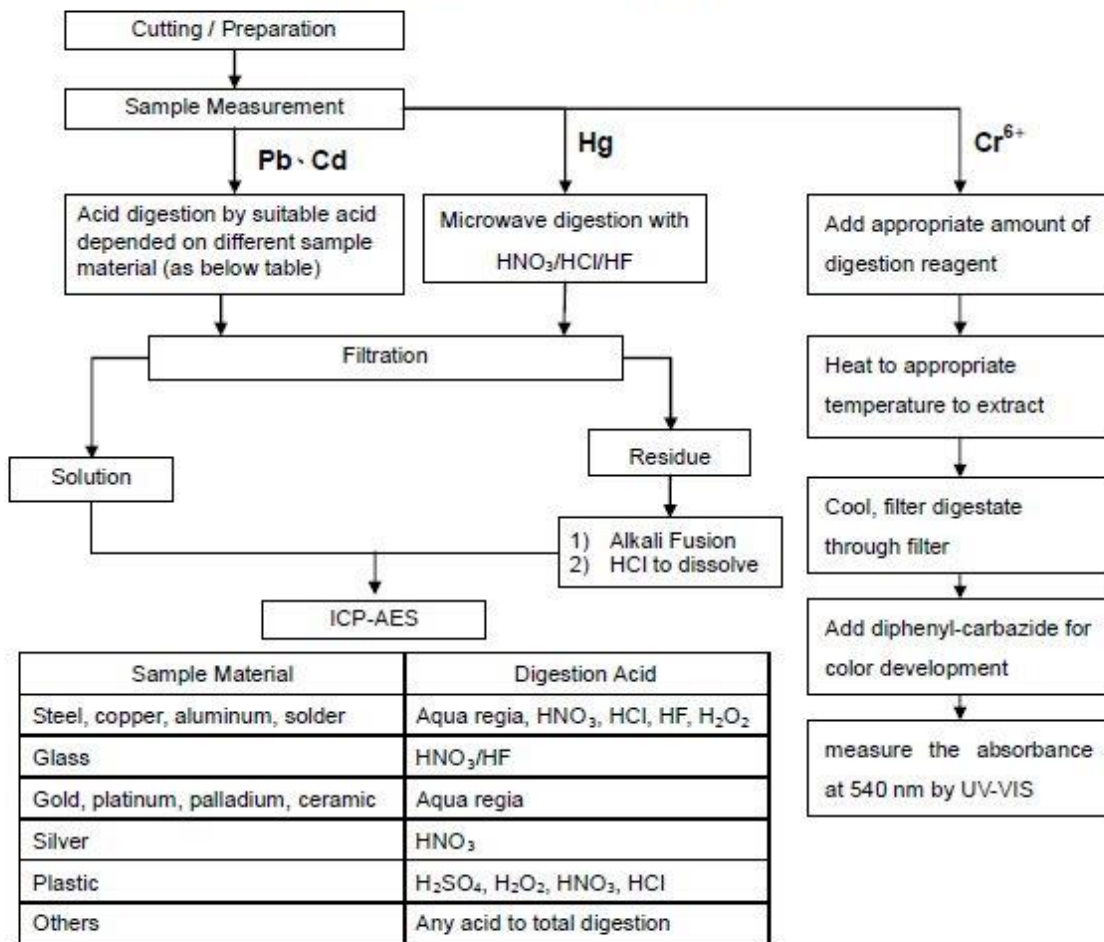 Cutting / Preparation
Sample Measurement
Pb、Cd
Hg
Cr⁶⁺
Acid digestion by suitable acid
depended on different sample
material (as below table)
Microwave digestion with
HNO₃/HCl/HF
Add appropriate amount of
digestion reagent
Filtration
Heat to appropriate
temperature to extract
Solution
Residue
1) Alkali Fusion
2) HCl to dissolve
Cool, filter digestate
through filter
ICP-AES
Add diphenyl-carbazide for
color development
measure the absorbance
at 540 nm by UV-VIS
Sample Material Digestion Acid
Steel, copper, aluminum, solder Aqua regia, HNO₃, HCl, HF, H₂O₂
Glass HNO₃/HF
Gold, platinum, palladium, ceramic Aqua regia
Silver HNO₃
Plastic H₂SO₄, H₂O₂, HNO₃, HCl
Others Any acid to total digestion